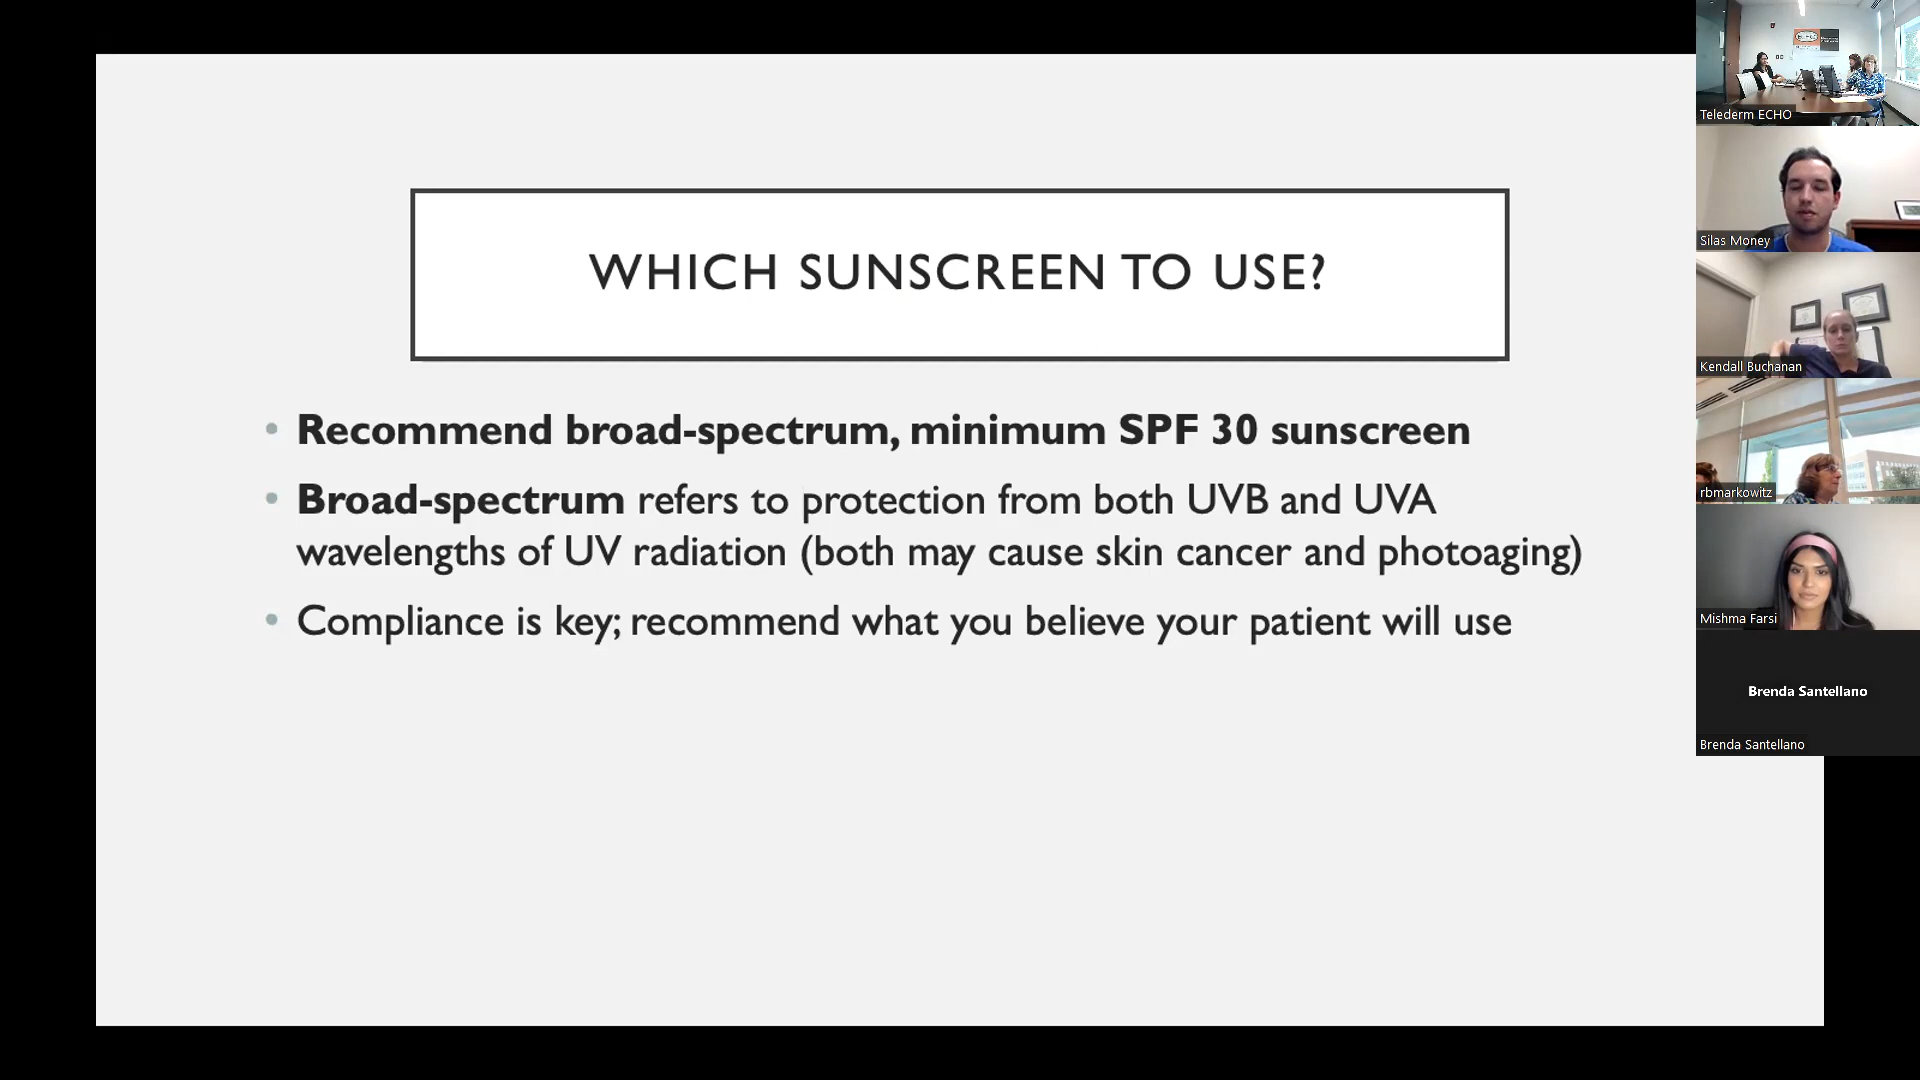 WHICH SUNSCREEN TO USE?
• Recommend broad-spectrum, minimum SPF 30 sunscreen
• Broad-spectrum refers to protection from both UVB and UVA
wavelengths of UV radiation (both may cause skin cancer and photoaging)
• Compliance is key; recommend what you believe your patient will use
Telederm ECHO
Silas Money
Kendall Buchanan
rbmarkowitz
Mishma Farsi
Brenda Santellano
Brenda Santellano